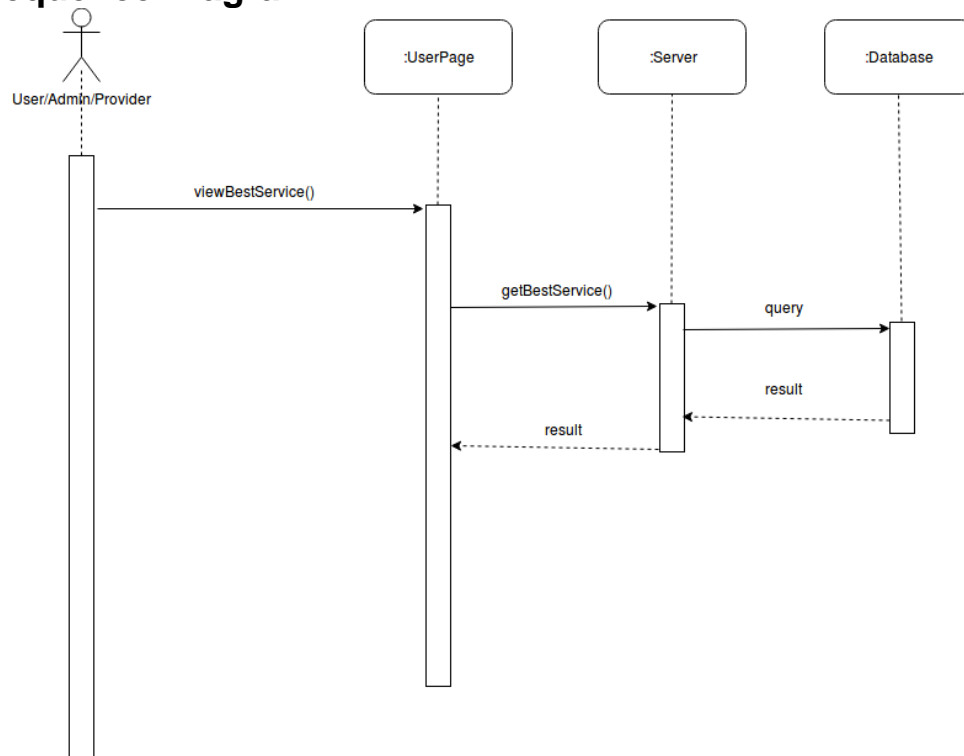 :UserPage
:Server
:Database
User/Admin/Provider
viewBestService()
getBestService()
query
result
result